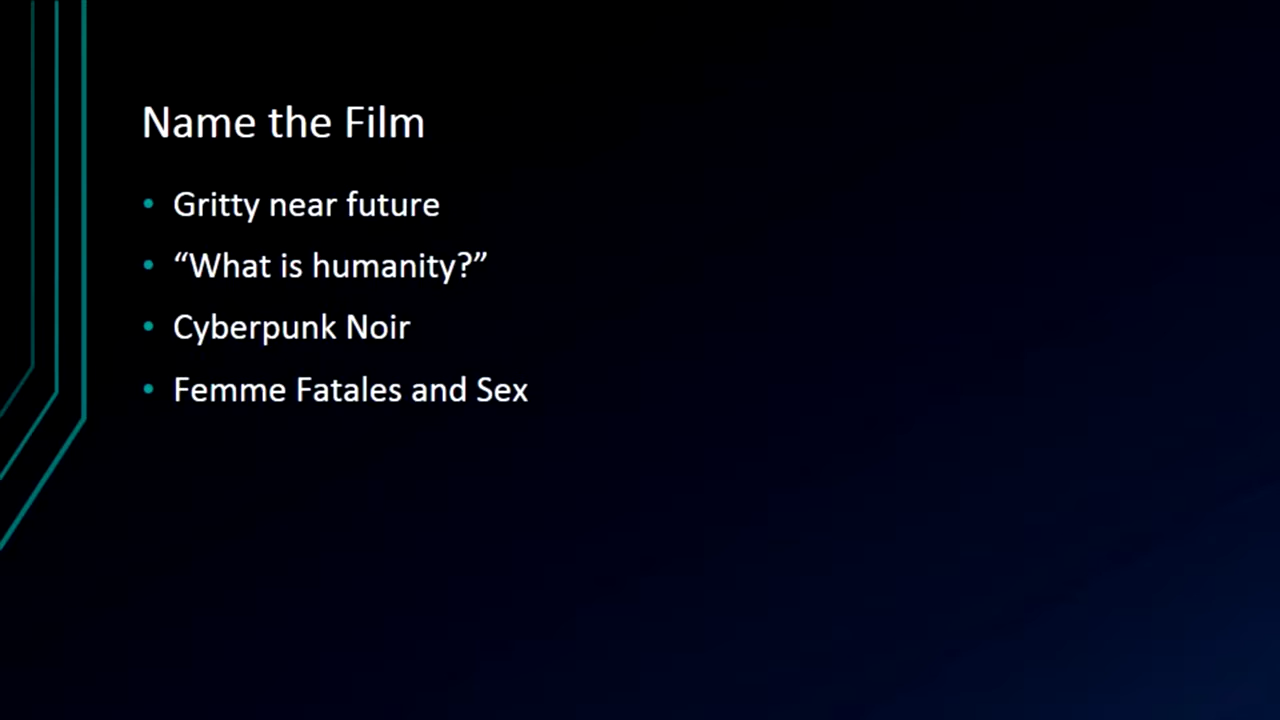 Name the Film
• Gritty near future
• “What is humanity?”
• Cyberpunk Noir
• Femme Fatales and Sex